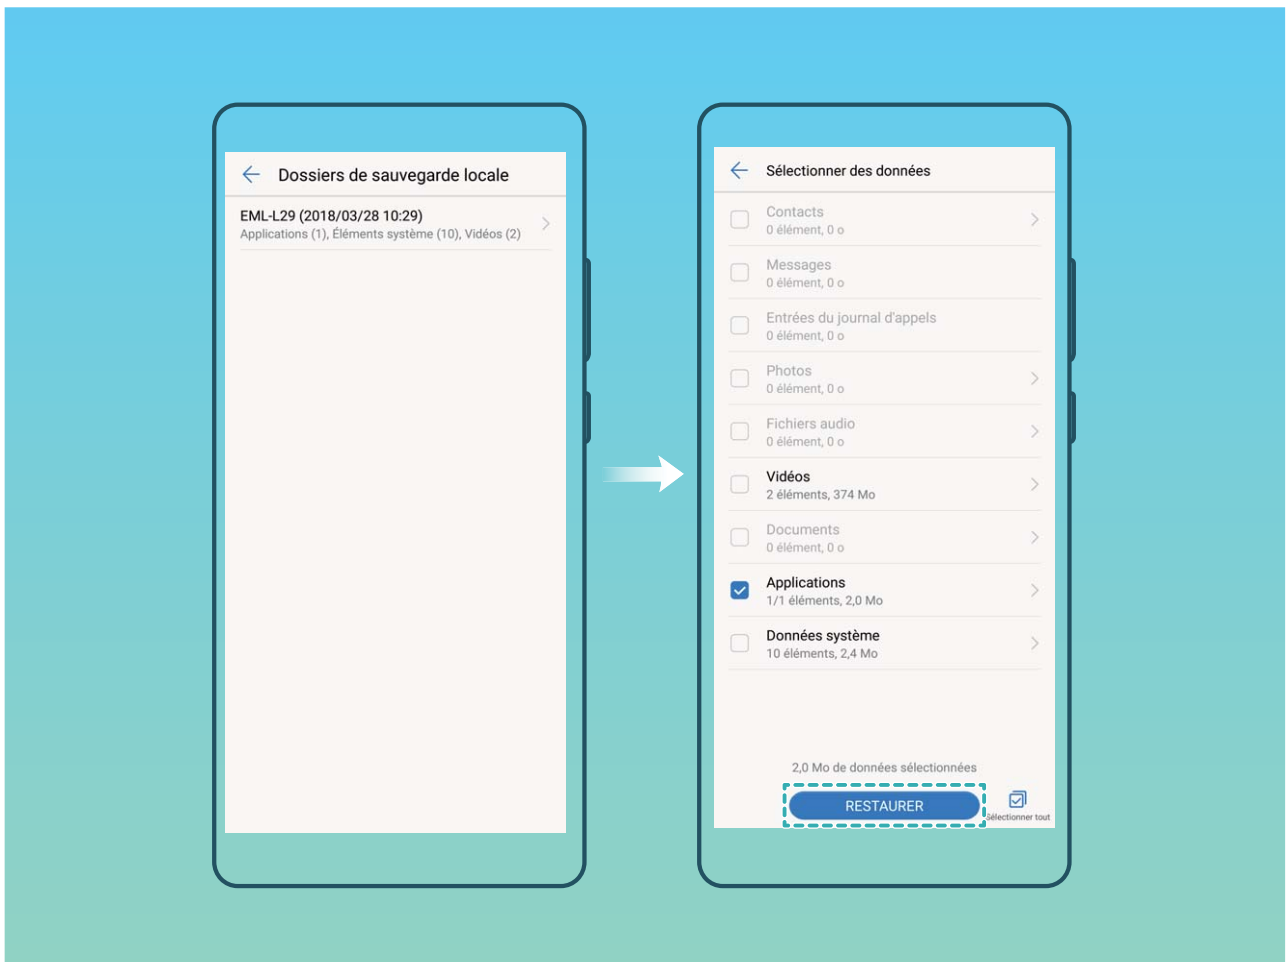 Dossiers de sauvegarde locale
EML-L29 (2018/03/28 10:29)
Applications (1), Éléments système (10), Vidéos (2)
Sélectionner des données
Contacts
0 élément, 0 o
Messages
0 élément, 0 o
Entrées du journal d'appels
0 élément, 0 o
Photos
0 élément, 0 o
Fichiers audio
0 élément, 0 o
Vidéos
2 éléments, 374 Mo
Documents
0 élément, 0 o
Applications
1/1 éléments, 2,0 Mo
Données système
10 éléments, 2,4 Mo
2,0 Mo de données sélectionnées
RESTAURER
Sélectionner tout